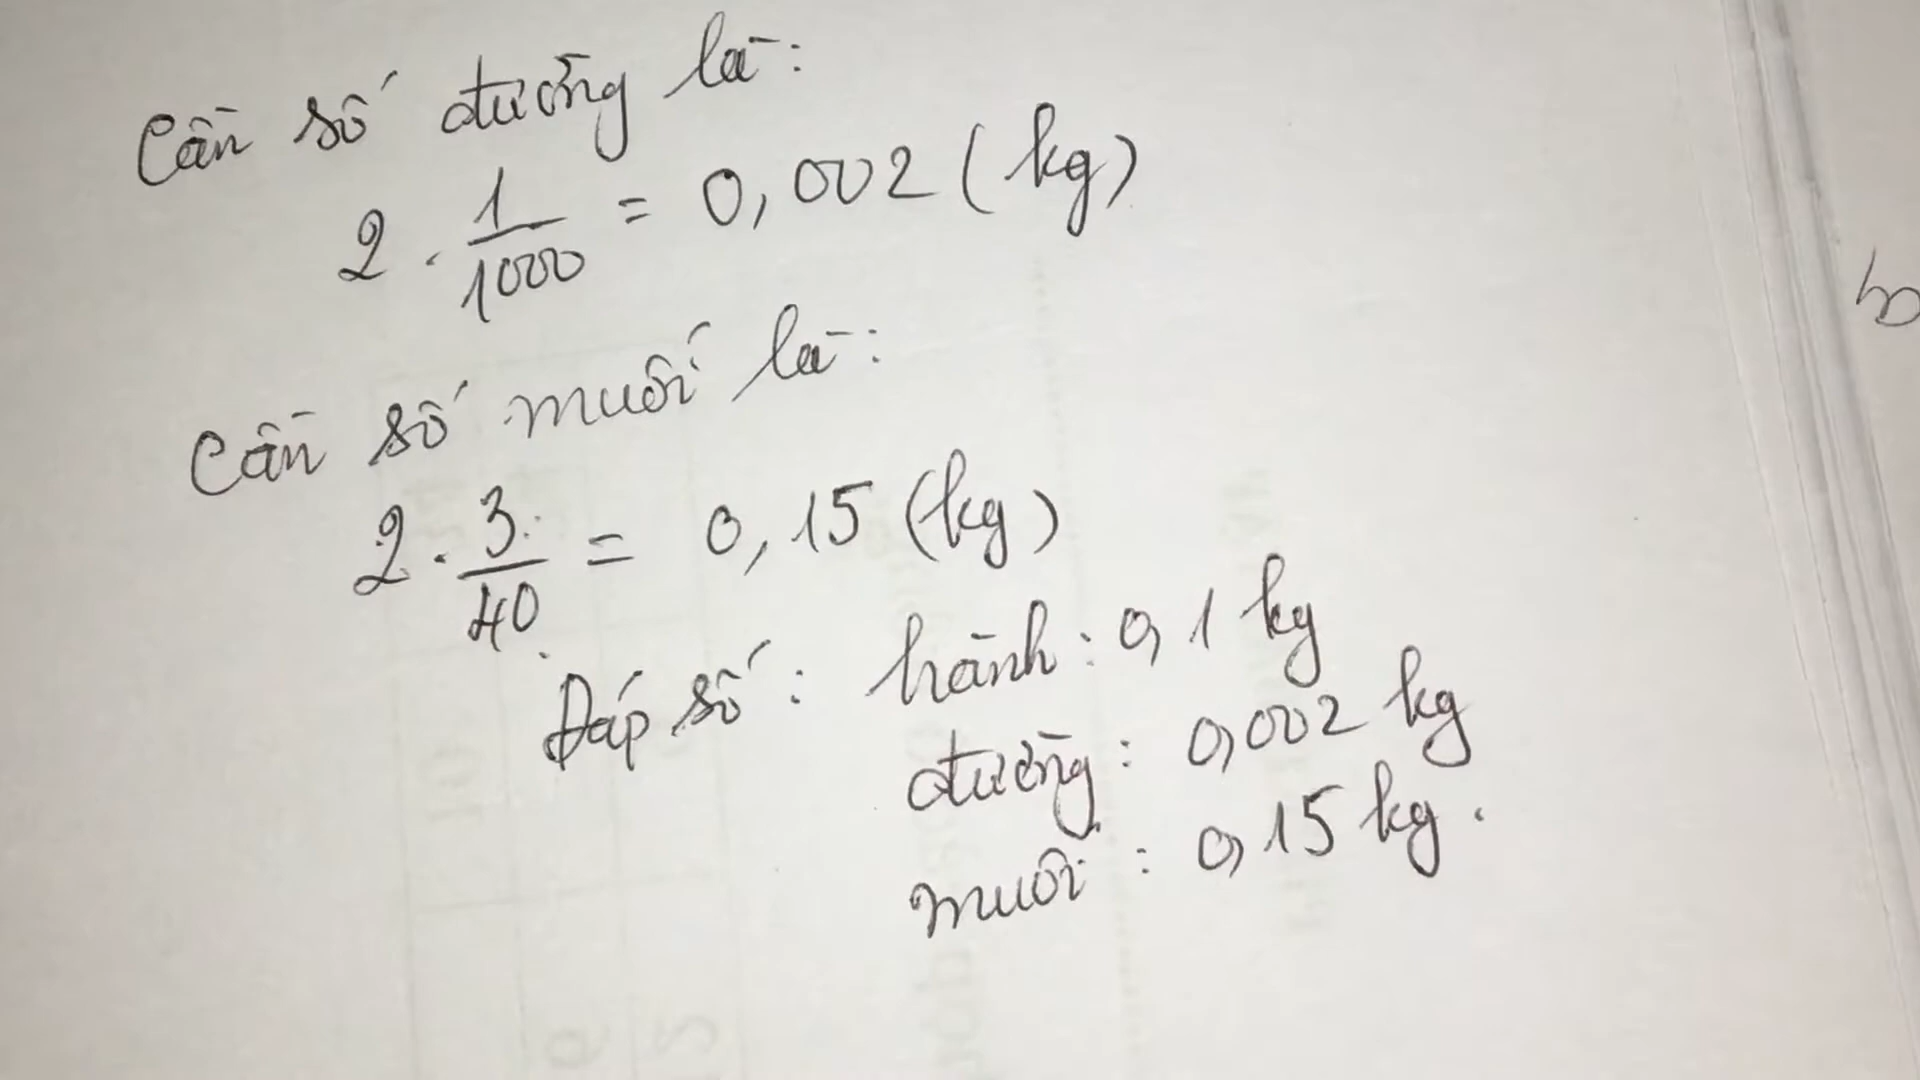 Cần số đường là:
2 . 1/1000 = 0,002 (kg)
Cần số muối là:
2 . 3/40 = 0,15 (kg)
Đáp số: hành: 0,1 kg
đường: 0,002 kg
muối: 0,15 kg.